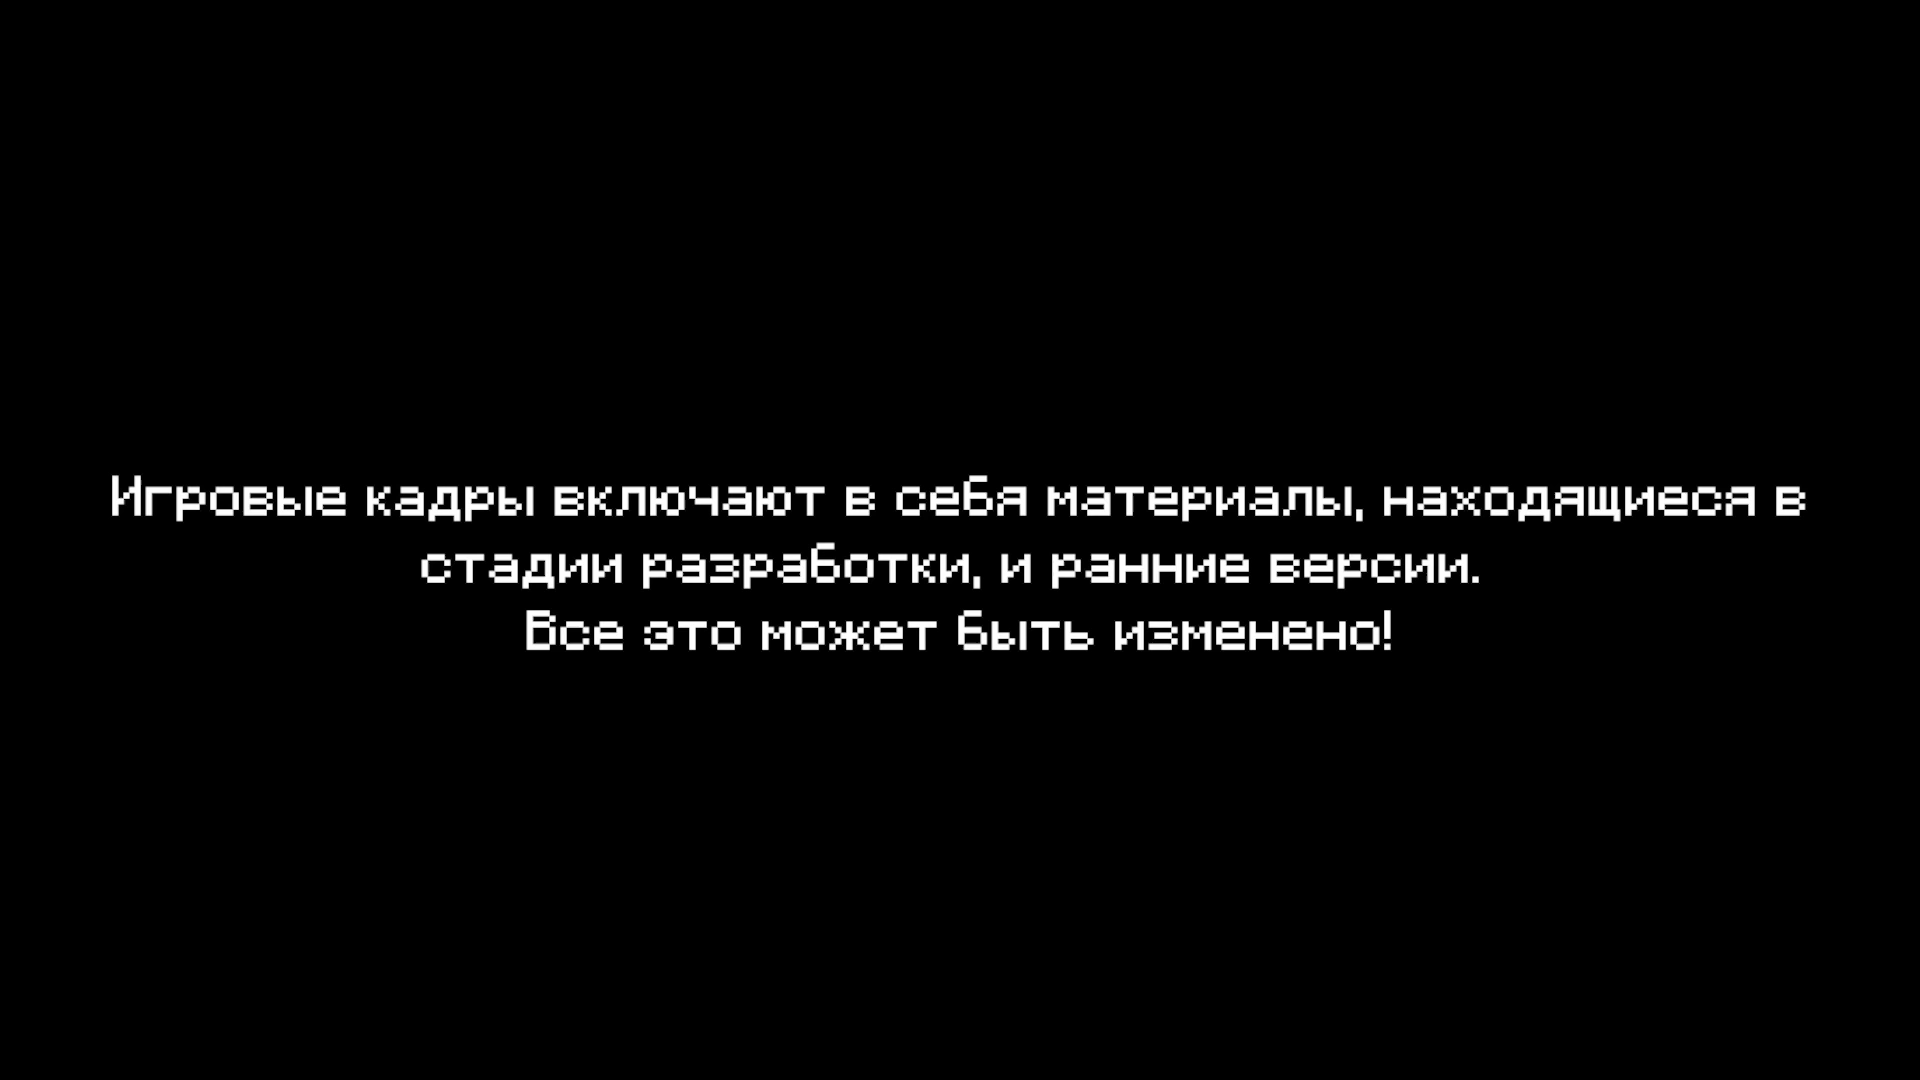 Игровые кадры включают в себя материалы, находящиеся в
стадии разработки, и ранние версии.
Все это может быть изменено!